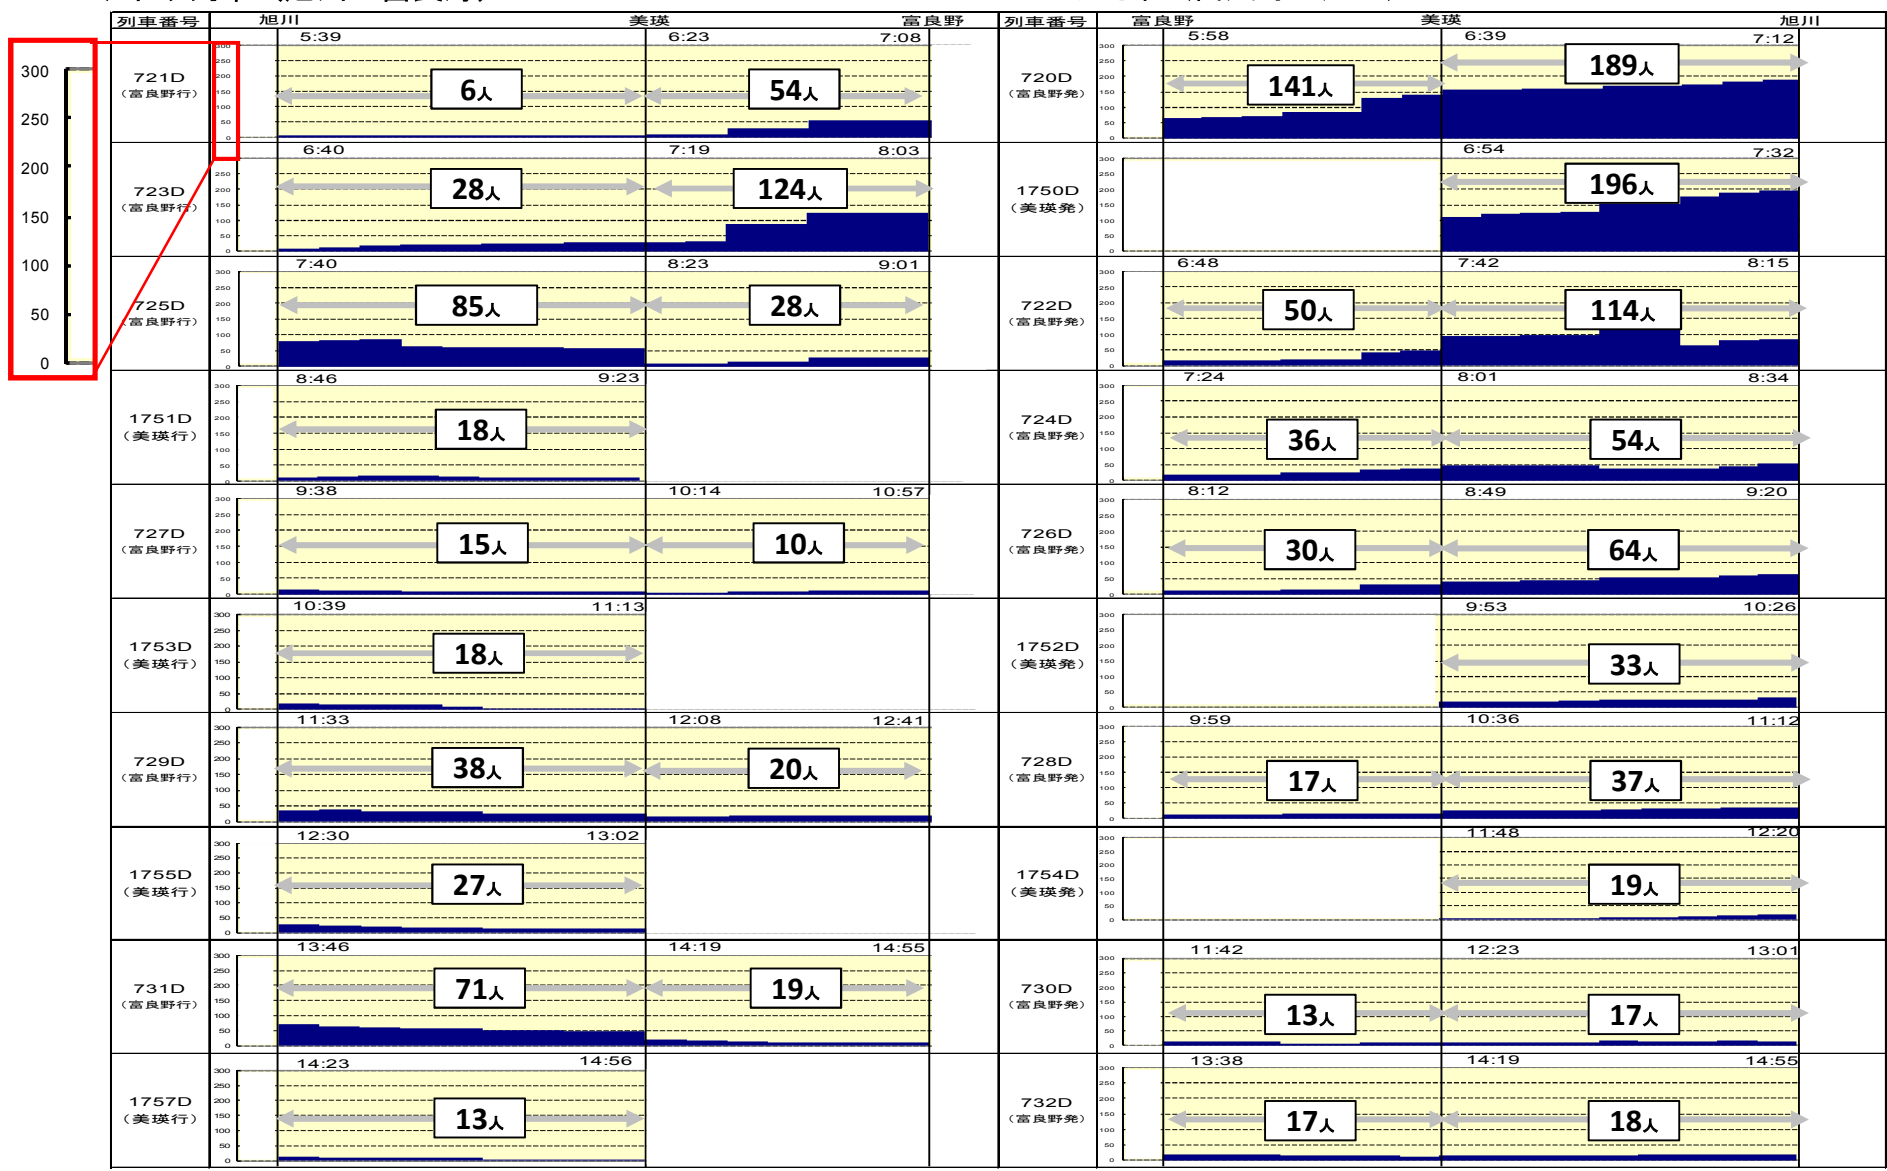 列車番号 旭川 美瑛 富良野 列車番号 富良野 美瑛 旭川
300
250
200
150
100
50
0
721D
（富良野行）
5:39 6:23 7:08
6人 54人
720D
（富良野発）
5:58 6:39 7:12
141人 189人
723D
（富良野行）
6:40 7:19 8:03
28人 124人
1750D
（美瑛発）
6:54 7:32
196人
725D
（富良野行）
7:40 8:23 9:01
85人 28人
722D
（富良野発）
6:48 7:42 8:15
50人 114人
1751D
（美瑛行）
8:46 9:23
18人
724D
（富良野発）
7:24 8:01 8:34
36人 54人
727D
（富良野行）
9:38 10:14 10:57
15人 10人
726D
（富良野発）
8:12 8:49 9:20
30人 64人
1753D
（美瑛行）
10:39 11:13
18人
1752D
（美瑛発）
9:53 10:26
33人
729D
（富良野行）
11:33 12:08 12:41
38人 20人
728D
（富良野発）
9:59 10:36 11:12
17人 37人
1755D
（美瑛行）
12:30 13:02
27人
1754D
（美瑛発）
11:48 12:20
19人
731D
（富良野行）
13:46 14:19 14:55
71人 19人
730D
（富良野発）
11:42 12:23 13:01
13人 17人
1757D
（美瑛行）
14:23 14:56
13人
732D
（富良野発）
13:38 14:19 14:55
17人 18人